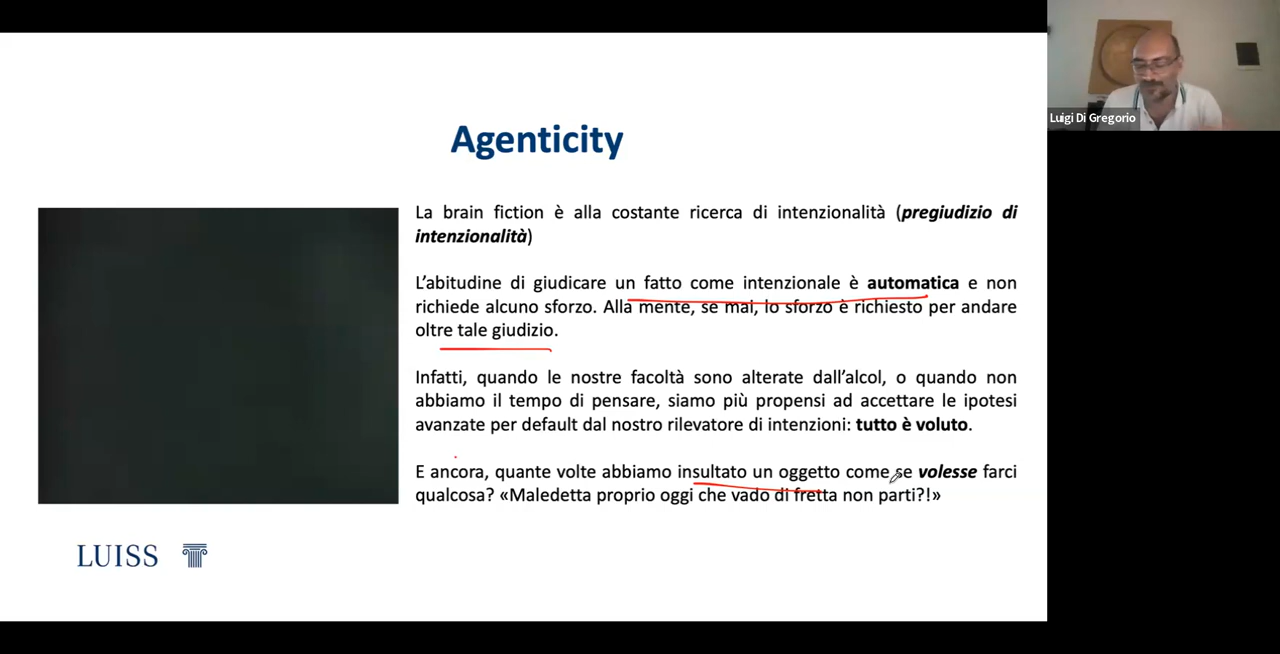 Agenticity
La brain fiction è alla costante ricerca di intenzionalità (pregiudizio di
intenzionalità)
L'abitudine di giudicare un fatto come intenzionale è automatica e non
richiede alcuno sforzo. Alla mente, se mai, lo sforzo è richiesto per andare
oltre tale giudizio.
Infatti, quando le nostre facoltà sono alterate dall'alcol, o quando non
abbiamo il tempo di pensare, siamo più propensi ad accettare le ipotesi
avanzate per default dal nostro rilevatore di intenzioni: tutto è voluto.
E ancora, quante volte abbiamo insultato un oggetto come se volesse farci
qualcosa? «Maledetta proprio oggi che vado di fretta non parti?!»
LUISS
Luigi Di Gregorio